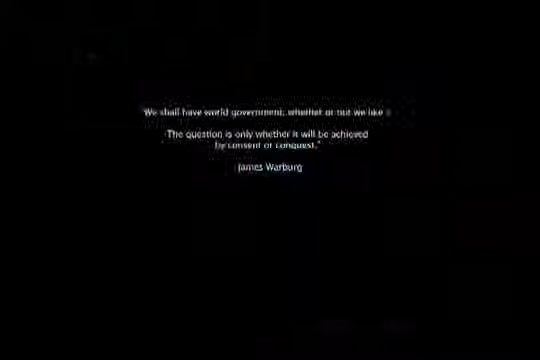 "We shall have world government, whether or not we like it
"The question is only whether it will be achieved
by consent or conquest."
James Warburg